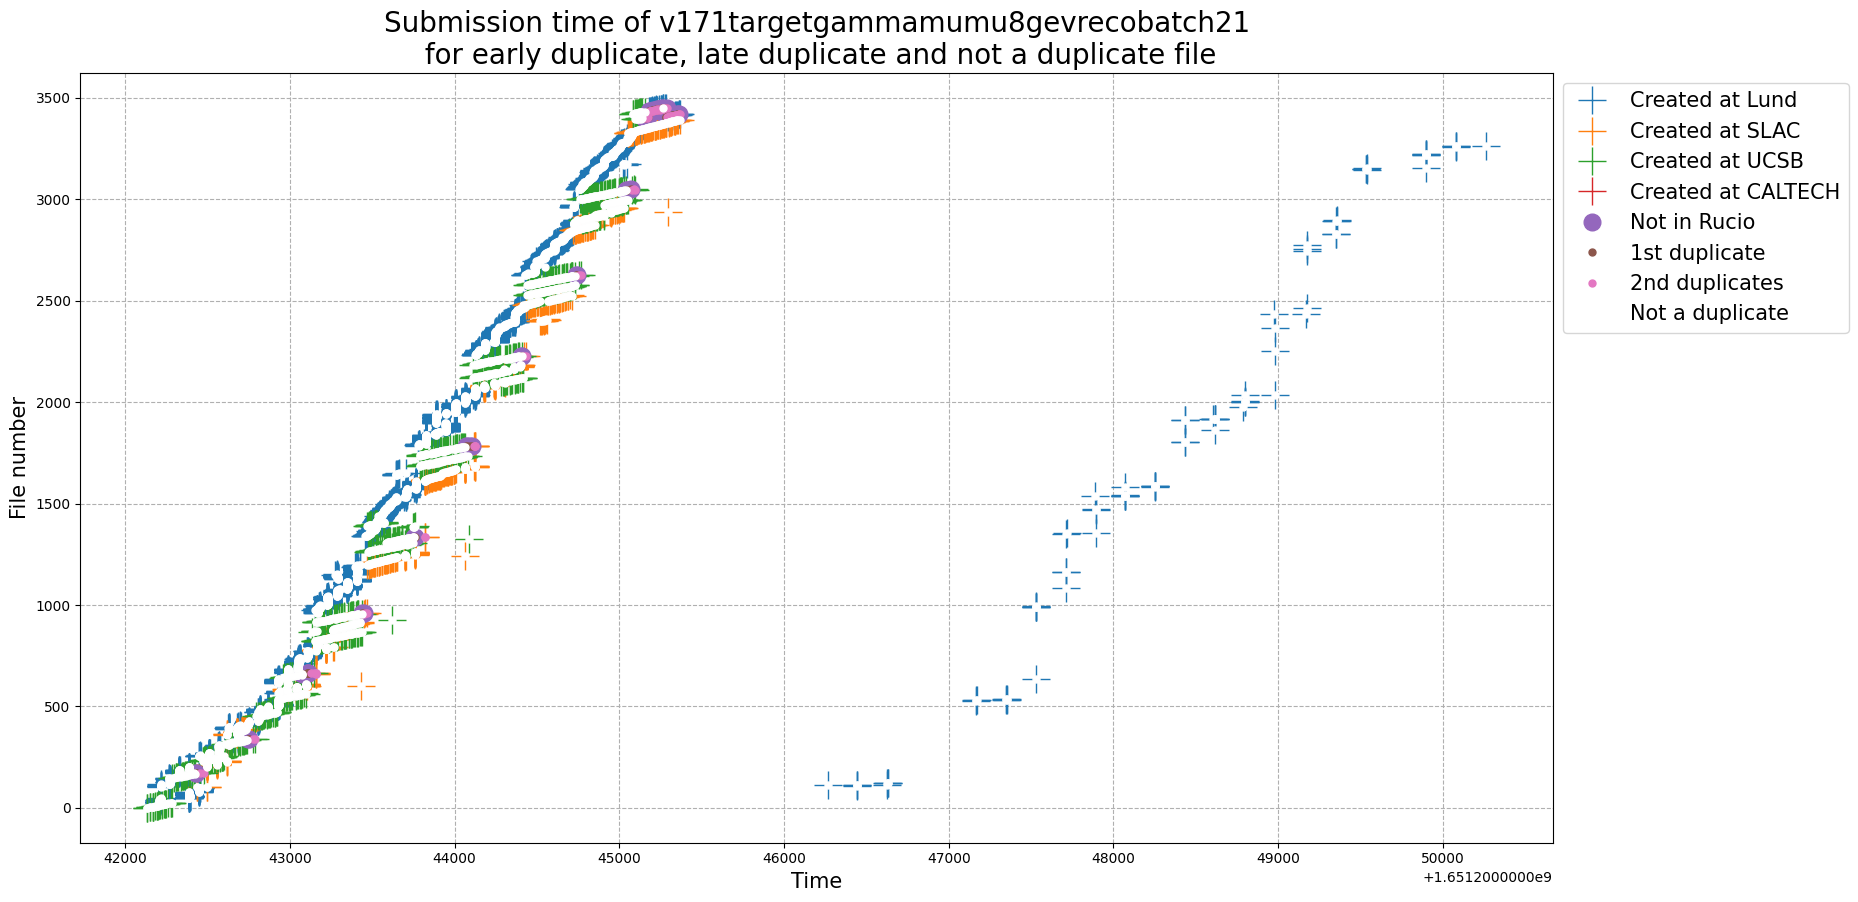 Submission time of v171targetgammamumu8gevrecobatch21
for early duplicate, late duplicate and not a duplicate file
Created at Lund
Created at SLAC
Created at UCSB
Created at CALTECH
Not in Rucio
1st duplicate
2nd duplicates
Not a duplicate
File number
3500
3000
2500
2000
1500
1000
500
0
42000 43000 44000 45000 46000 47000 48000 49000 50000
+1.6512000000e9
Time